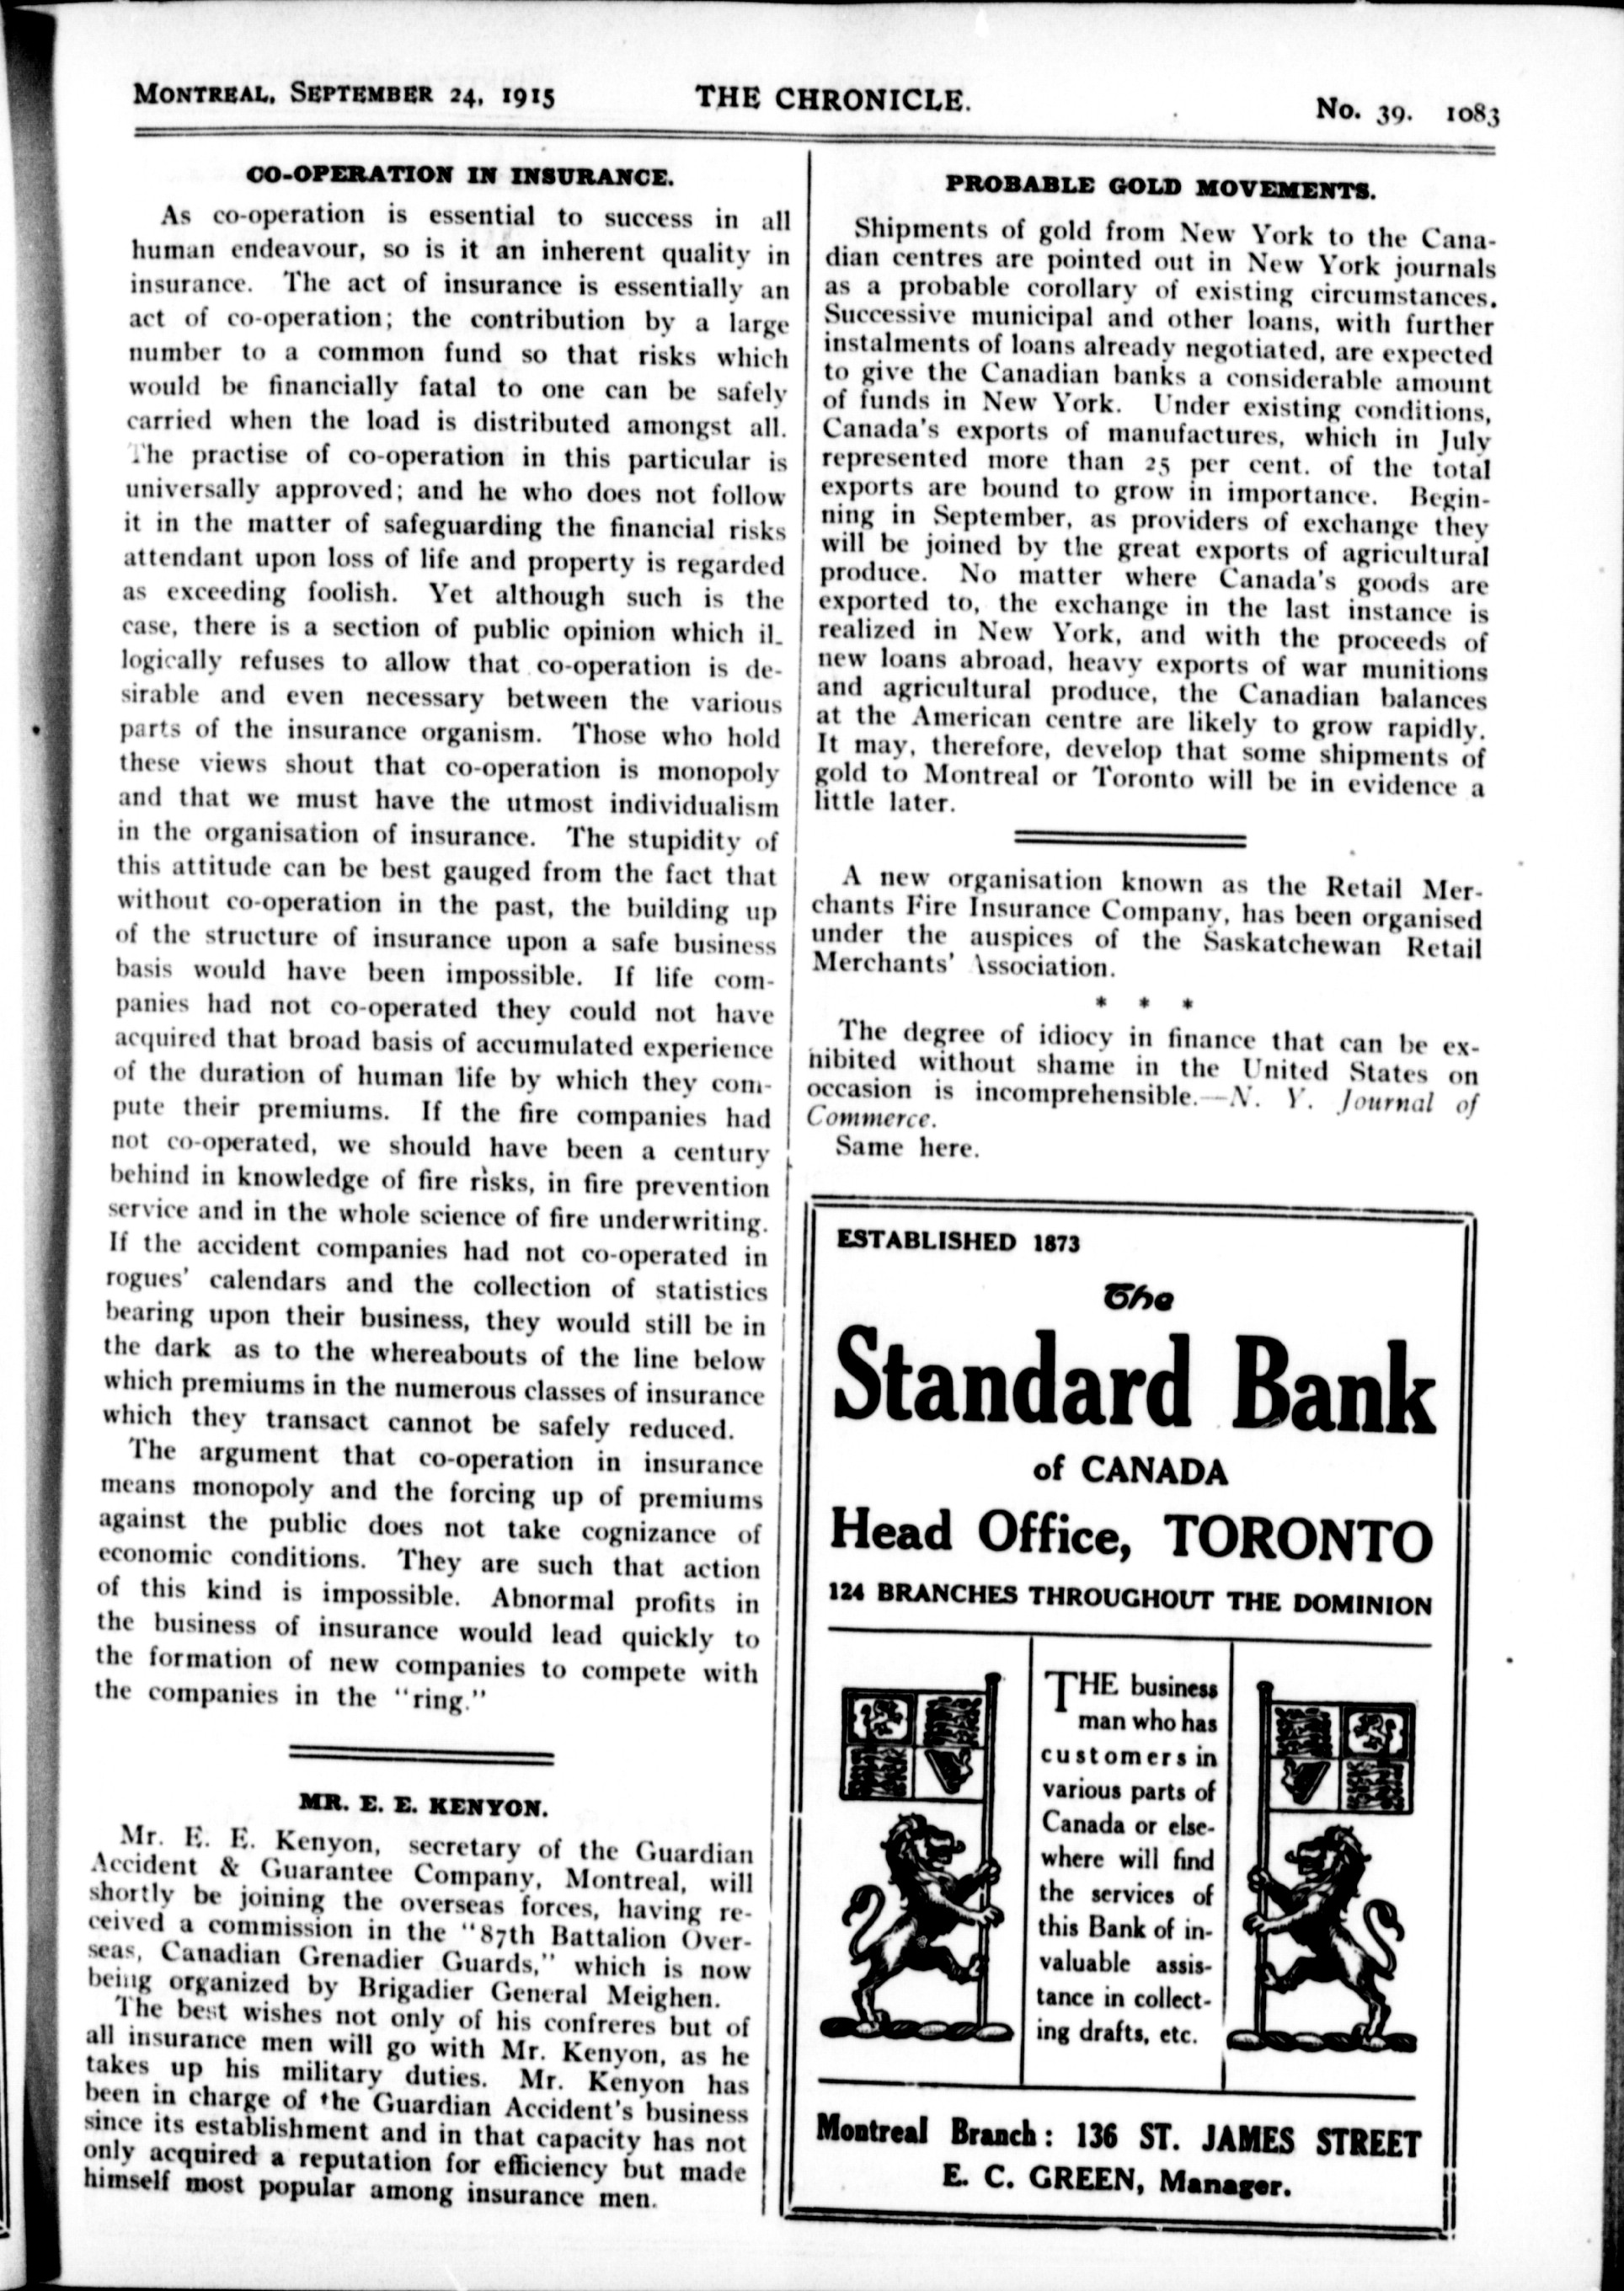 MONTREAL, SEPTEMBER 24, 1915 THE CHRONICLE. No. 39. 1083
CO-OPERATION IN INSURANCE.
As co-operation is essential to success in all
human endeavour, so is it an inherent quality in
insurance. The act of insurance is essentially an
act of co-operation; the contribution by a large
number to a common fund so that risks which
would be financially fatal to one can be safely
carried when the load is distributed amongst all.
The practise of co-operation in this particular is
universally approved; and he who does not follow
it in the matter of safeguarding the financial risks
attendant upon loss of life and property is regarded
as exceeding foolish. Yet although such is the
case, there is a section of public opinion which il-
logically refuses to allow that co-operation is de-
sirable and even necessary between the various
parts of the insurance organism. Those who hold
these views shout that co-operation is monopoly
and that we must have the utmost individualism
in the organisation of insurance. The stupidity of
this attitude can be best gauged from the fact that
without co-operation in the past, the building up
of the structure of insurance upon a safe business
basis would have been impossible. If life com-
panies had not co-operated they could not have
acquired that broad basis of accumulated experience
of the duration of human life by which they com-
pute their premiums. If the fire companies had
not co-operated, we should have been a century
behind in knowledge of fire risks, in fire prevention
service and in the whole science of fire underwriting.
If the accident companies had not co-operated in
rogues' calendars and the collection of statistics
bearing upon their business, they would still be in
the dark as to the whereabouts of the line below
which premiums in the numerous classes of insurance
which they transact cannot be safely reduced.
The argument that co-operation in insurance
means monopoly and the forcing up of premiums
against the public does not take cognizance of
economic conditions. They are such that action
of this kind is impossible. Abnormal profits in
the business of insurance would lead quickly to
the formation of new companies to compete with
the companies in the "ring."
MR. E. E. KENYON.
Mr. E. E. Kenyon, secretary of the Guardian
Accident & Guarantee Company, Montreal, will
shortly be joining the overseas forces, having re-
ceived a commission in the "87th Battalion Over-
seas, Canadian Grenadier Guards," which is now
being organized by Brigadier General Meighen.
The best wishes not only of his confreres but of
all insurance men will go with Mr. Kenyon, as he
takes up his military duties. Mr. Kenyon has
been in charge of the Guardian Accident's business
since its establishment and in that capacity has not
only acquired a reputation for efficiency but made
himself most popular among insurance men.
PROBABLE GOLD MOVEMENTS.
Shipments of gold from New York to the Cana-
dian centres are pointed out in New York journals
as a probable corollary of existing circumstances.
Successive municipal and other loans, with further
instalments of loans already negotiated, are expected
to give the Canadian banks a considerable amount
of funds in New York. Under existing conditions,
Canada's exports of manufactures, which in July
represented more than 25 per cent. of the total
exports are bound to grow in importance. Begin-
ning in September, as providers of exchange they
will be joined by the great exports of agricultural
produce. No matter where Canada's goods are
exported to, the exchange in the last instance is
realized in New York, and with the proceeds of
new loans abroad, heavy exports of war munitions
and agricultural produce, the Canadian balances
at the American centre are likely to grow rapidly.
It may, therefore, develop that some shipments of
gold to Montreal or Toronto will be in evidence a
little later.
A new organisation known as the Retail Mer-
chants Fire Insurance Company, has been organised
under the auspices of the Saskatchewan Retail
Merchants' Association.
* * *
The degree of idiocy in finance that can be ex-
hibited without shame in the United States on
occasion is incomprehensible.—N. Y. Journal of
Commerce.
Same here.
ESTABLISHED 1873
The
Standard Bank
of CANADA
Head Office, TORONTO
124 BRANCHES THROUGHOUT THE DOMINION
THE business
man who has
customers in
various parts of
Canada or else-
where will find
the services of
this Bank of in-
valuable assis-
tance in collect-
ing drafts, etc.
Montreal Branch: 136 ST. JAMES STREET
E. C. GREEN, Manager.